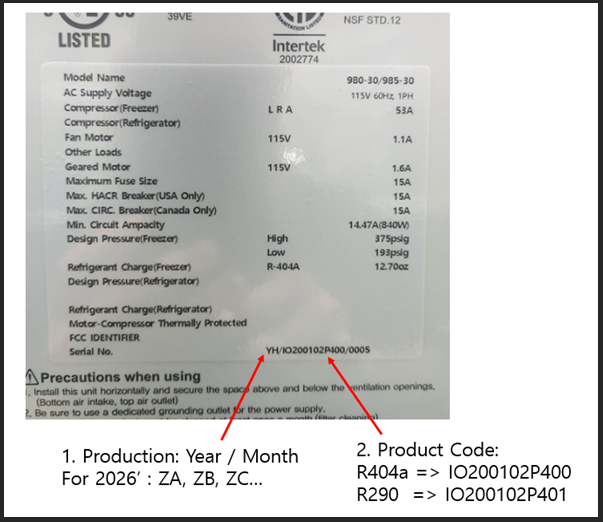 39VE
NSF STD.12
LISTED
Intertek
2002774
Model Name 980-30/985-30
AC Supply Voltage 115V 60Hz, 1PH
Compressor(Freezer) L R A 53A
Compressor(Refrigerator)
Fan Motor 115V 1.1A
Other Loads
Geared Motor 115V 1.6A
Maximum Fuse Size 15A
Max. HACR Breaker(USA Only) 15A
Max. CIRC. Breaker(Canada Only) 15A
Min. Circuit Ampacity 14.47A(840W)
Design Pressure(Freezer) High 375psig
Low 193psig
Refrigerant Charge(Freezer) R-404A 12.70oz
Design Pressure(Refrigerator)
Refrigerant Charge(Refrigerator)
Motor-Compressor Thermally Protected
FCC IDENTIFIER
Serial No. YH/IO200102P400/0005
Precautions when using
1. Install this unit horizontally and secure the space above and below the ventilation openings.
(Bottom air intake, top air outlet)
2. Be sure to use a dedicated grounding outlet for the power supply.
1. Production: Year / Month
For 2026' : ZA, ZB, ZC...
2. Product Code:
R404a => IO200102P400
R290 => IO200102P401